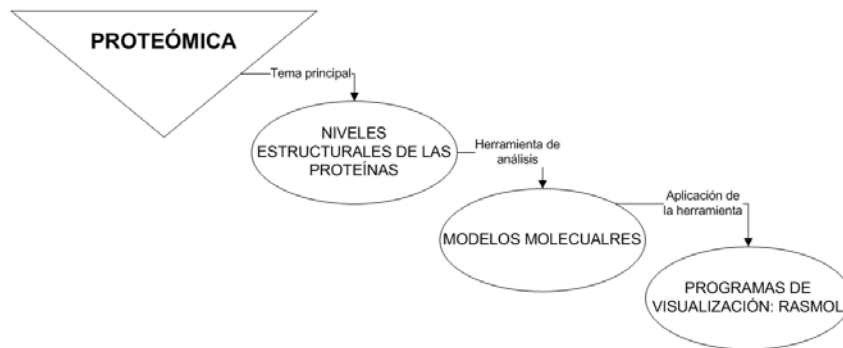 PROTEÓMICA
Tema principal
NIVELES
ESTRUCTURALES DE LAS
PROTEÍNAS
Herramienta de
análisis
MODELOS MOLECUALRES
Aplicación de
la herramienta
PROGRAMAS DE
VISUALIZACIÓN: RASMOL